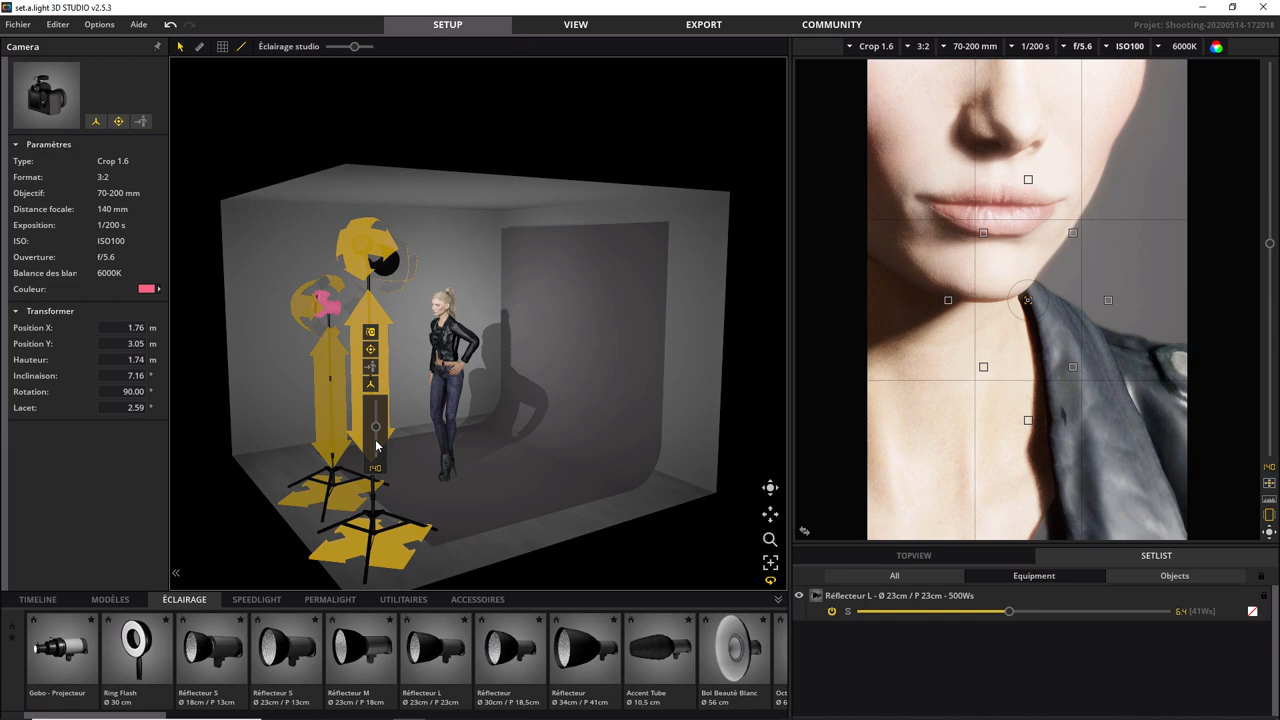 set.a.light 3D STUDIO v2.5.3
Fichier Editer Options Aide SETUP VIEW EXPORT COMMUNITY Projet: Shooting-20200514-172018
Camera Éclairage studio Crop 1.6 3:2 70-200 mm 1/200 s f/5.6 ISO100 6000K
Paramètres
Type: Crop 1.6
Format: 3:2
Objectif: 70-200 mm
Distance focale: 140 mm
Exposition: 1/200 s
ISO: ISO100
Ouverture: f/5.6
Balance des blan 6000K
Couleur:
Transformer
Position X: 1.76 m
Position Y: 3.05 m
Hauteur: 1.74 m
Inclinaison: 7.16 °
Rotation: 90.00 °
Lacet: 2.59 °
140
140
TOPVIEW SETLIST
All Equipment Objects
Réflecteur L - Ø 23cm / P 23cm - 500Ws
S 6.4 [41Ws]
TIMELINE MODÈLES ÉCLAIRAGE SPEEDLIGHT PERMALIGHT UTILITAIRES ACCESSORIES
Gobo - Projecteur
Ring Flash
Ø 30 cm
Réflecteur S
Ø 18cm / P 13cm
Réflecteur S
Ø 23cm / P 13cm
Réflecteur M
Ø 23cm / P 18cm
Réflecteur L
Ø 23cm / P 23cm
Réflecteur
Ø 30cm / P 18,5cm
Réflecteur
Ø 34cm / P 41cm
Accent Tube
Ø 10,5 cm
Bol Beauté Blanc
Ø 56 cm
Oct